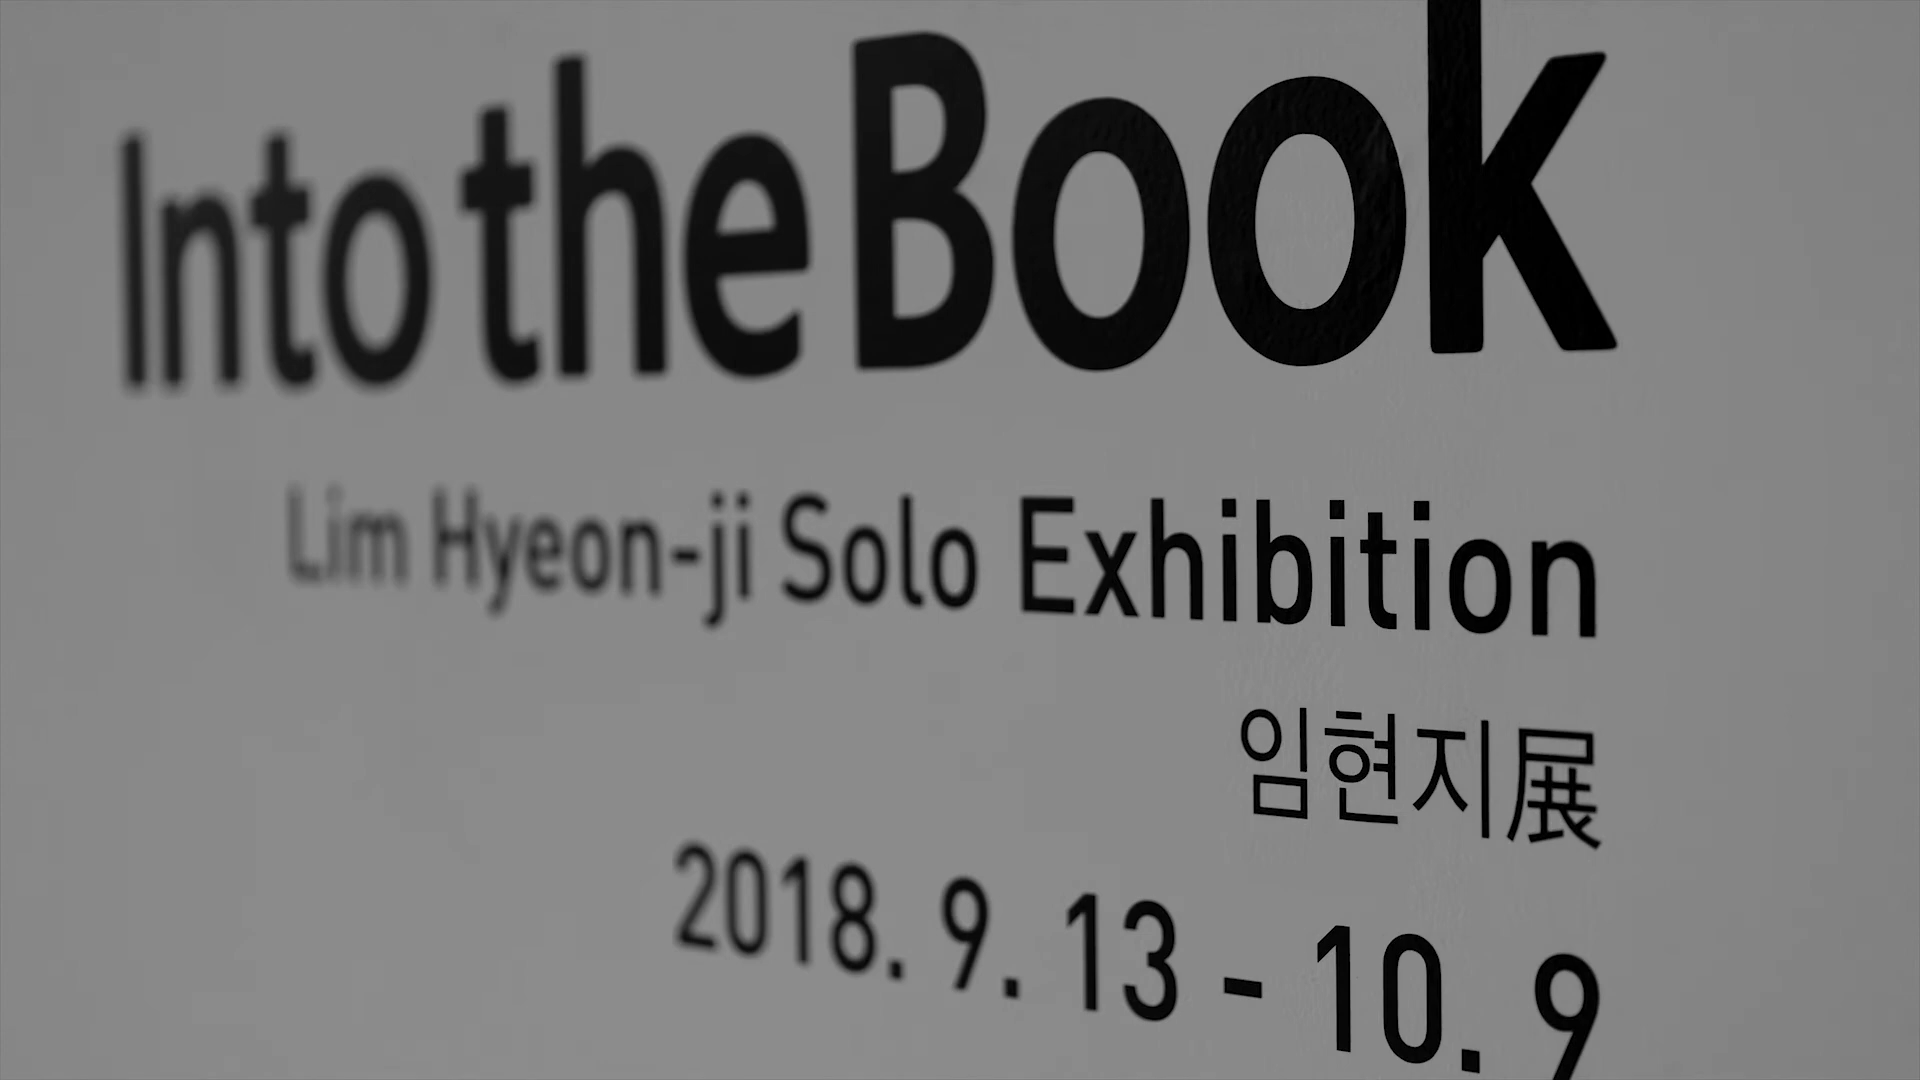 Into the Book
Lim Hyeon-ji Solo Exhibition
임현지展
2018. 9. 13 - 10. 9